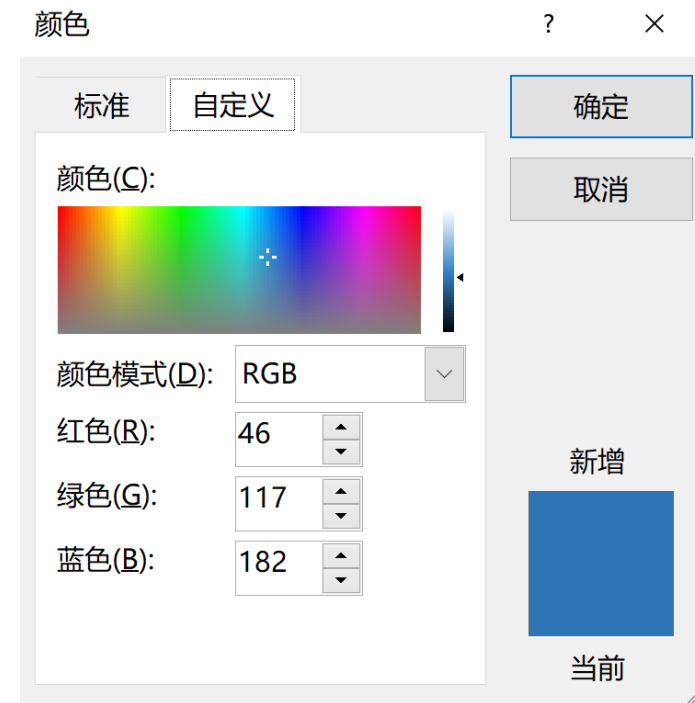 颜色 ?
标准 自定义 确定
颜色(C): 取消
颜色模式(D): RGB
红色(R): 46
绿色(G): 117
蓝色(B): 182
新增
当前